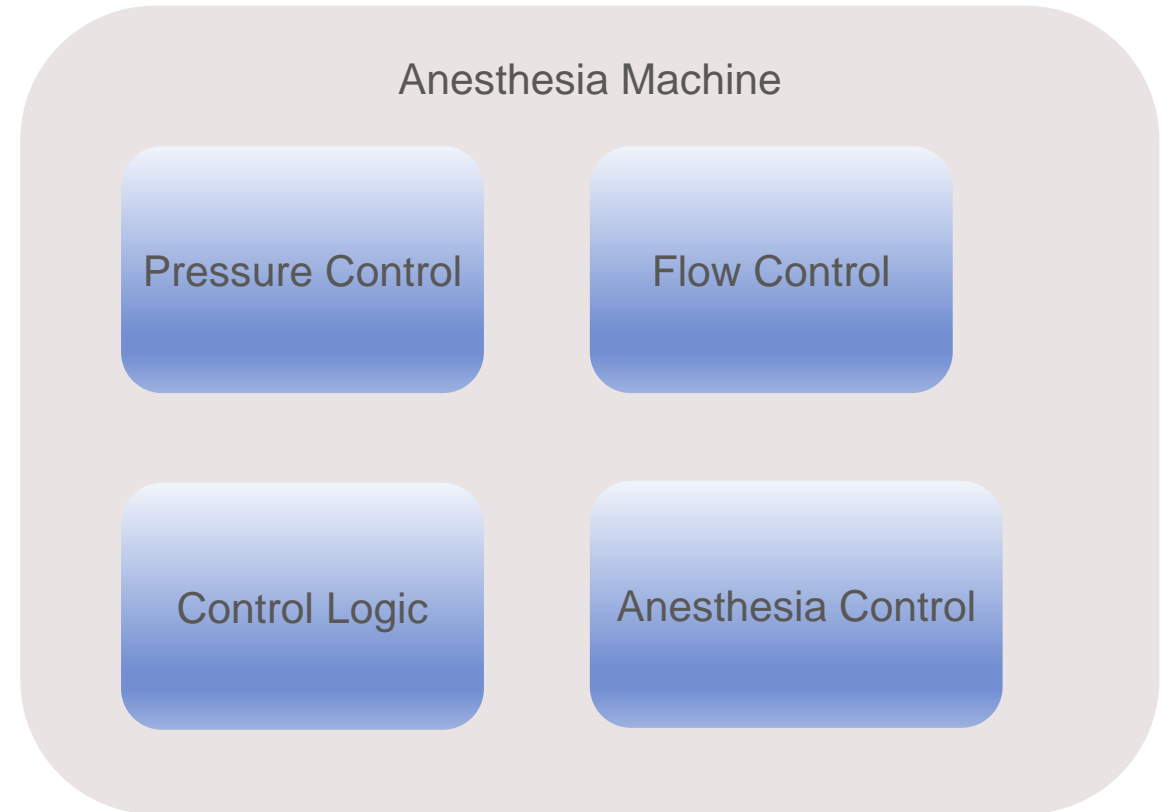 Anesthesia Machine
Pressure Control
Flow Control
Control Logic
Anesthesia Control